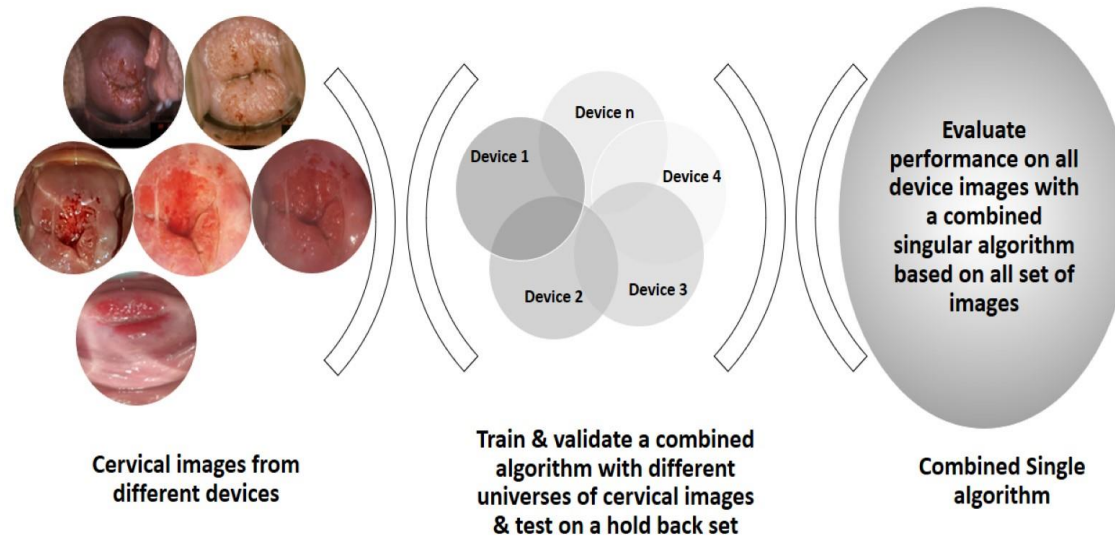 Device n
Device 1
Device 4
Device 2
Device 3
Evaluate
performance on all
device images with
a combined
singular algorithm
based on all set of
images
Cervical images from
different devices
Train & validate a combined
algorithm with different
universes of cervical images
& test on a hold back set
Combined Single
algorithm